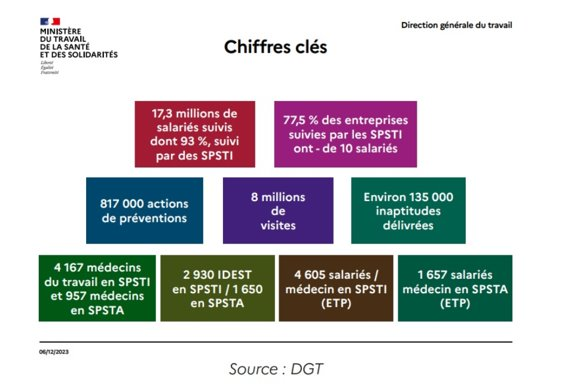 MINISTÈRE
DU TRAVAIL
DE LA SANTÉ
ET DES SOLIDARITÉS
Liberté
Égalité
Fraternité
Direction générale du travail
Chiffres clés
17,3 millions de
salariés suivis
dont 93 %, suivi
par des SPSTI
77,5 % des entreprises
suivies par les SPSTI
ont - de 10 salariés
817 000 actions
de préventions
8 millions
de
visites
Environ 135 000
inaptitudes
délivrées
4 167 médecins
du travail en SPSTI
et 957 médecins
en SPSTA
2 930 IDEST
en SPSTI / 1 650
en SPSTA
4 605 salariés /
médecin en SPSTI
(ETP)
1 657 salariés
médecin en SPSTA
(ETP)
06/12/2023
Source : DGT